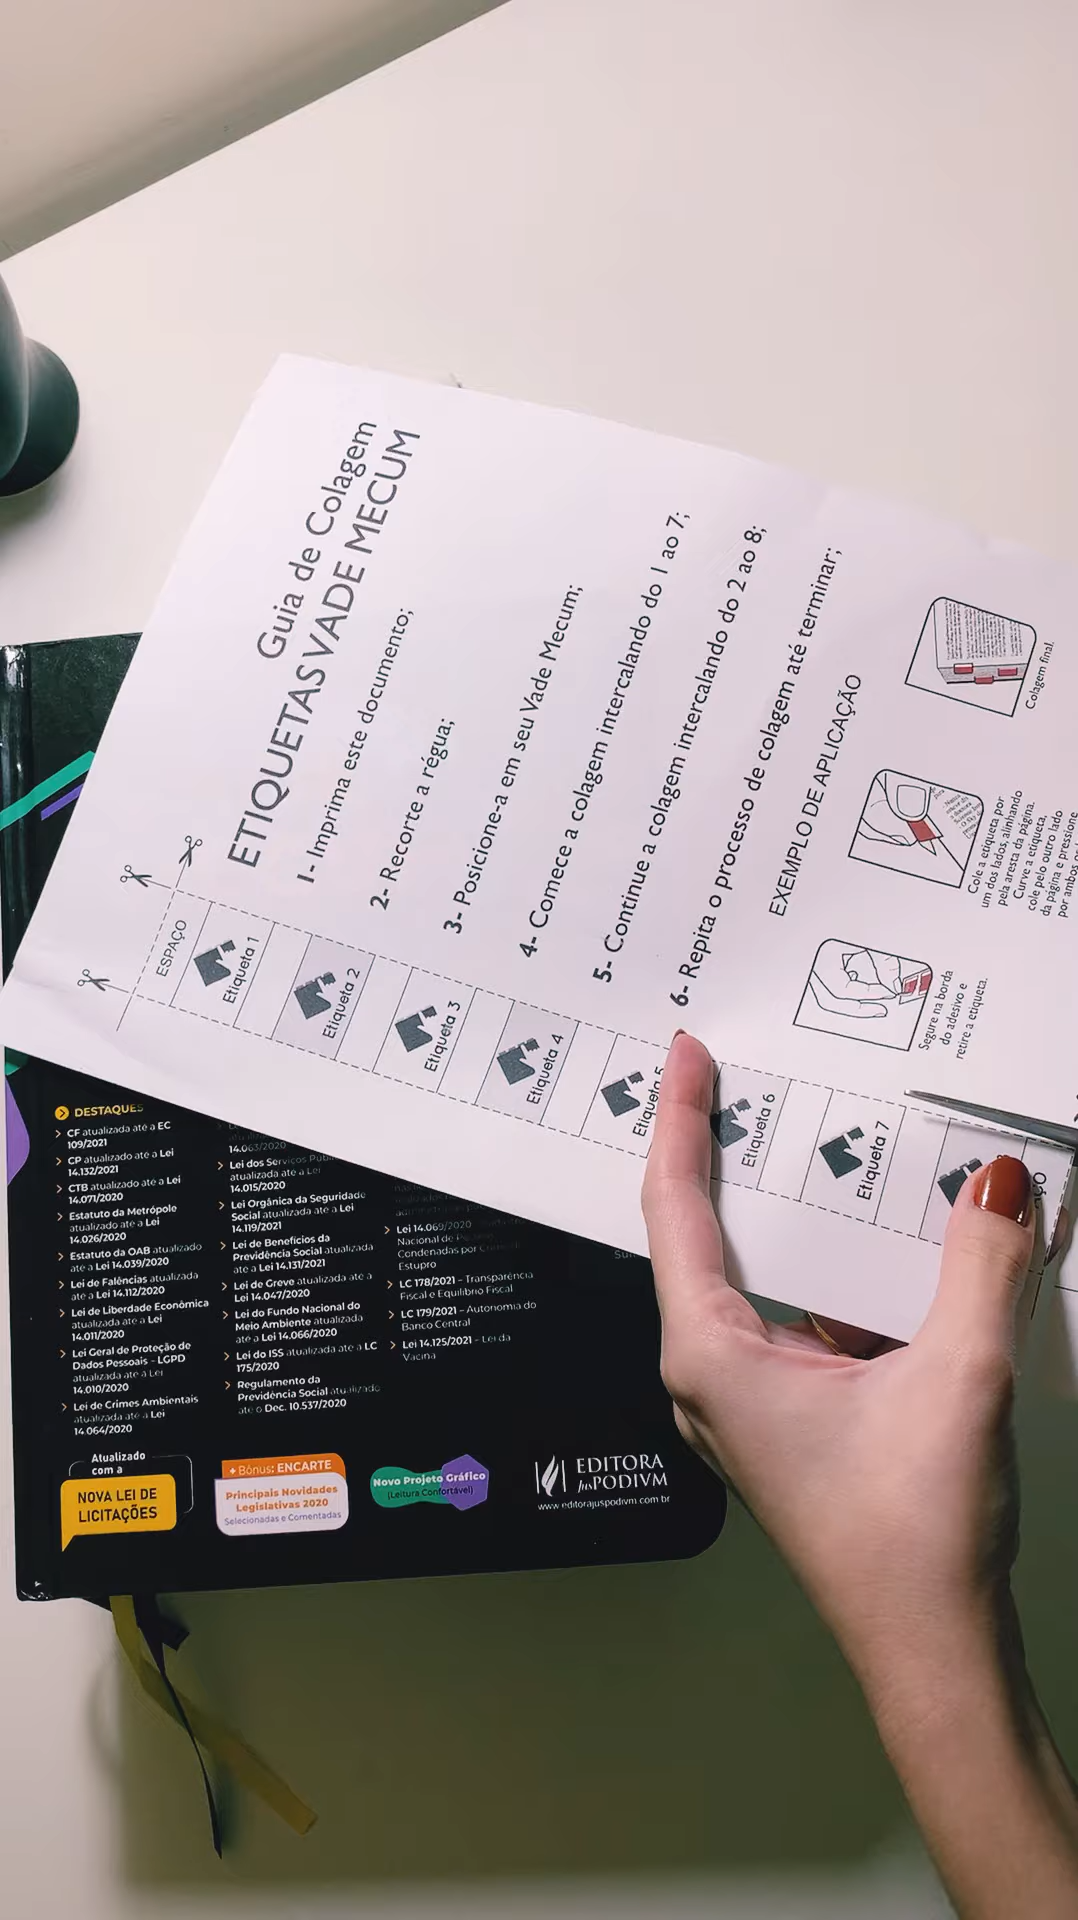 Guia de Colagem
ETIQUETAS VADE MECUM
1- Imprima este documento;
2- Recorte a régua;
3- Posicione-a em seu Vade Mecum;
4- Comece a colagem intercalando do 1 ao 7;
5- Continue a colagem intercalando do 2 ao 8;
6- Repita o processo de colagem até terminar;
EXEMPLO DE APLICAÇÃO
Segure na borda
do adesivo e
retire a etiqueta.
Cole a etiqueta por
um dos lados, alinhando
pela aresta da página.
Curve a etiqueta,
cole pelo outro lado
da página e pressione
por ambos os
Colagem final.
ESPAÇO
Etiqueta 1
Etiqueta 2
Etiqueta 3
Etiqueta 4
Etiqueta 5
Etiqueta 6
Etiqueta 7
DESTAQUES
CF atualizada até a EC
109/2021
CP atualizado até a Lei
14.132/2021
CTB atualizado até a Lei
14.071/2020
Estatuto da Metrópole
atualizado até a Lei
14.026/2020
Estatuto da OAB atualizado
até a Lei 14.039/2020
Lei de Falências atualizada
até a Lei 14.112/2020
Lei de Liberdade Econômica
atualizada até a Lei
14.011/2020
Lei Geral de Proteção de
Dados Pessoais - LGPD
atualizada até a Lei
14.010/2020
Lei de Crimes Ambientais
atualizada até a Lei
14.064/2020
14.063/2020
Lei dos Serviços
atualizada até a Lei
14.015/2020
Lei Orgânica da Seguridade
Social atualizada até a Lei
14.119/2021
Lei de Benefícios da
Previdência Social atualizada
até a Lei 14.131/2021
Lei de Greve atualizada até a
Lei 14.047/2020
Lei do Fundo Nacional do
Meio Ambiente atualizada
até a Lei 14.066/2020
Lei do ISS atualizada até a LC
175/2020
Regulamento da
Previdência Social atualizado
até o Dec. 10.537/2020
Lei 14.069/2020
Nacional de
Condenadas por
Estupro
LC 178/2021 – Transparência
Fiscal e Equilíbrio Fiscal
LC 179/2021 – Autonomia do
Banco Central
Lei 14.125/2021 – Lei da
Vacina
Atualizado
com a
NOVA LEI DE
LICITAÇÕES
+ Bônus: ENCARTE
Principais Novidades
Legislativas 2020
Selecionadas e Comentadas
Novo Projeto Gráfico
(Leitura Confortável)
EDITORA
JusPODIVM
www.editorajuspodivm.com.br